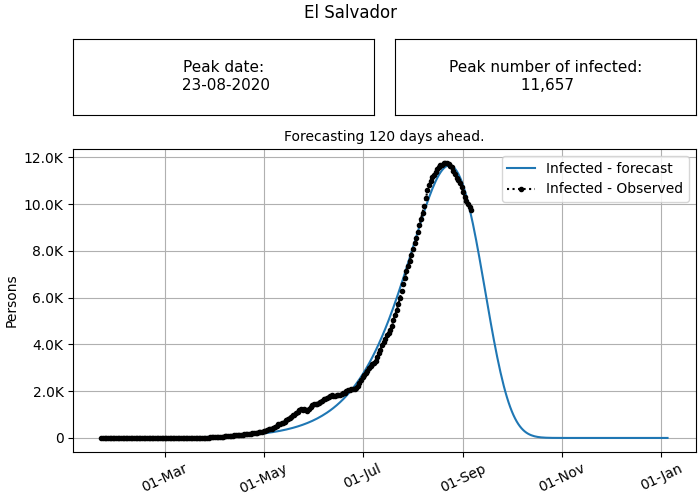 El Salvador
Peak date:
23-08-2020
Peak number of infected:
11,657
Forecasting 120 days ahead.
12.0K
10.0K
8.0K
6.0K
4.0K
2.0K
0
Persons
Infected - forecast
Infected - Observed
01-Mar
01-May
01-Jul
01-Sep
01-Nov
01-Jan